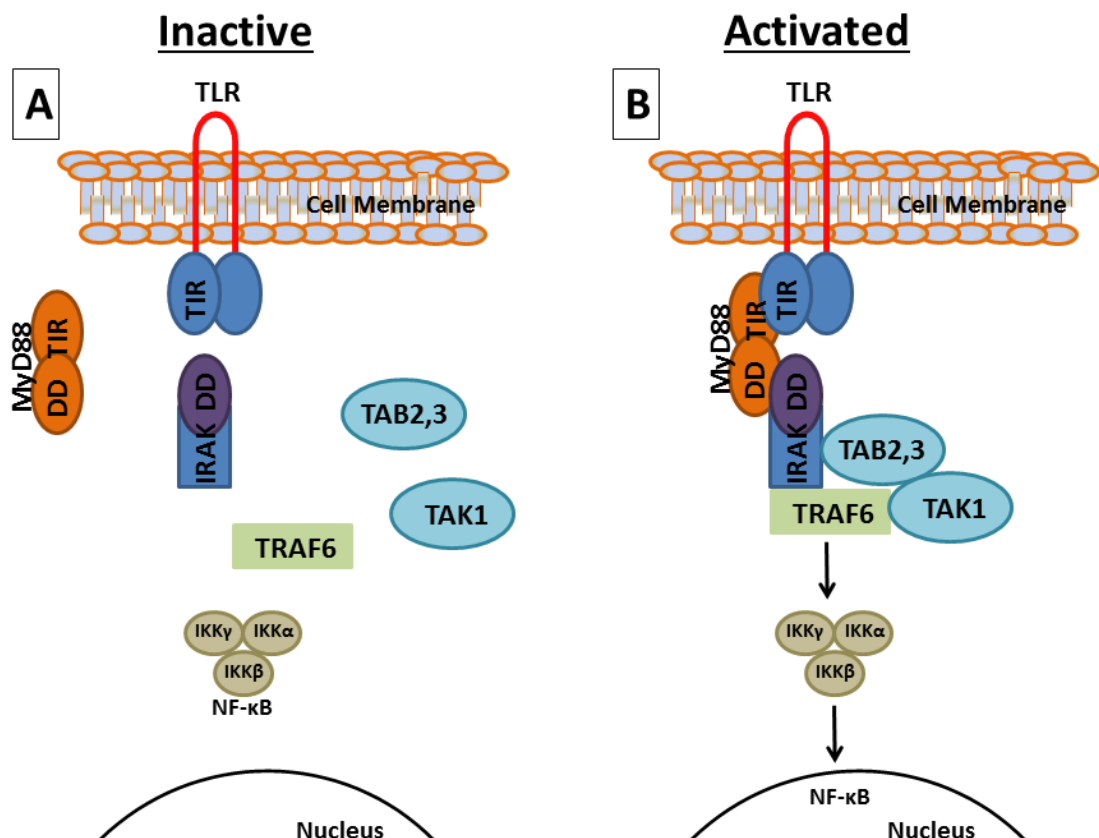 Inactive
A
TLR
Cell Membrane
TIR
MyD88
TIR
DD
DD
IRAK
TAB2,3
TAK1
TRAF6
IKKγ
IKKα
IKKβ
NF-κB
Nucleus
Activated
B
TLR
Cell Membrane
TIR
MyD88
TIR
DD
DD
IRAK
TAB2,3
TAK1
TRAF6
IKKγ
IKKα
IKKβ
NF-κB
Nucleus